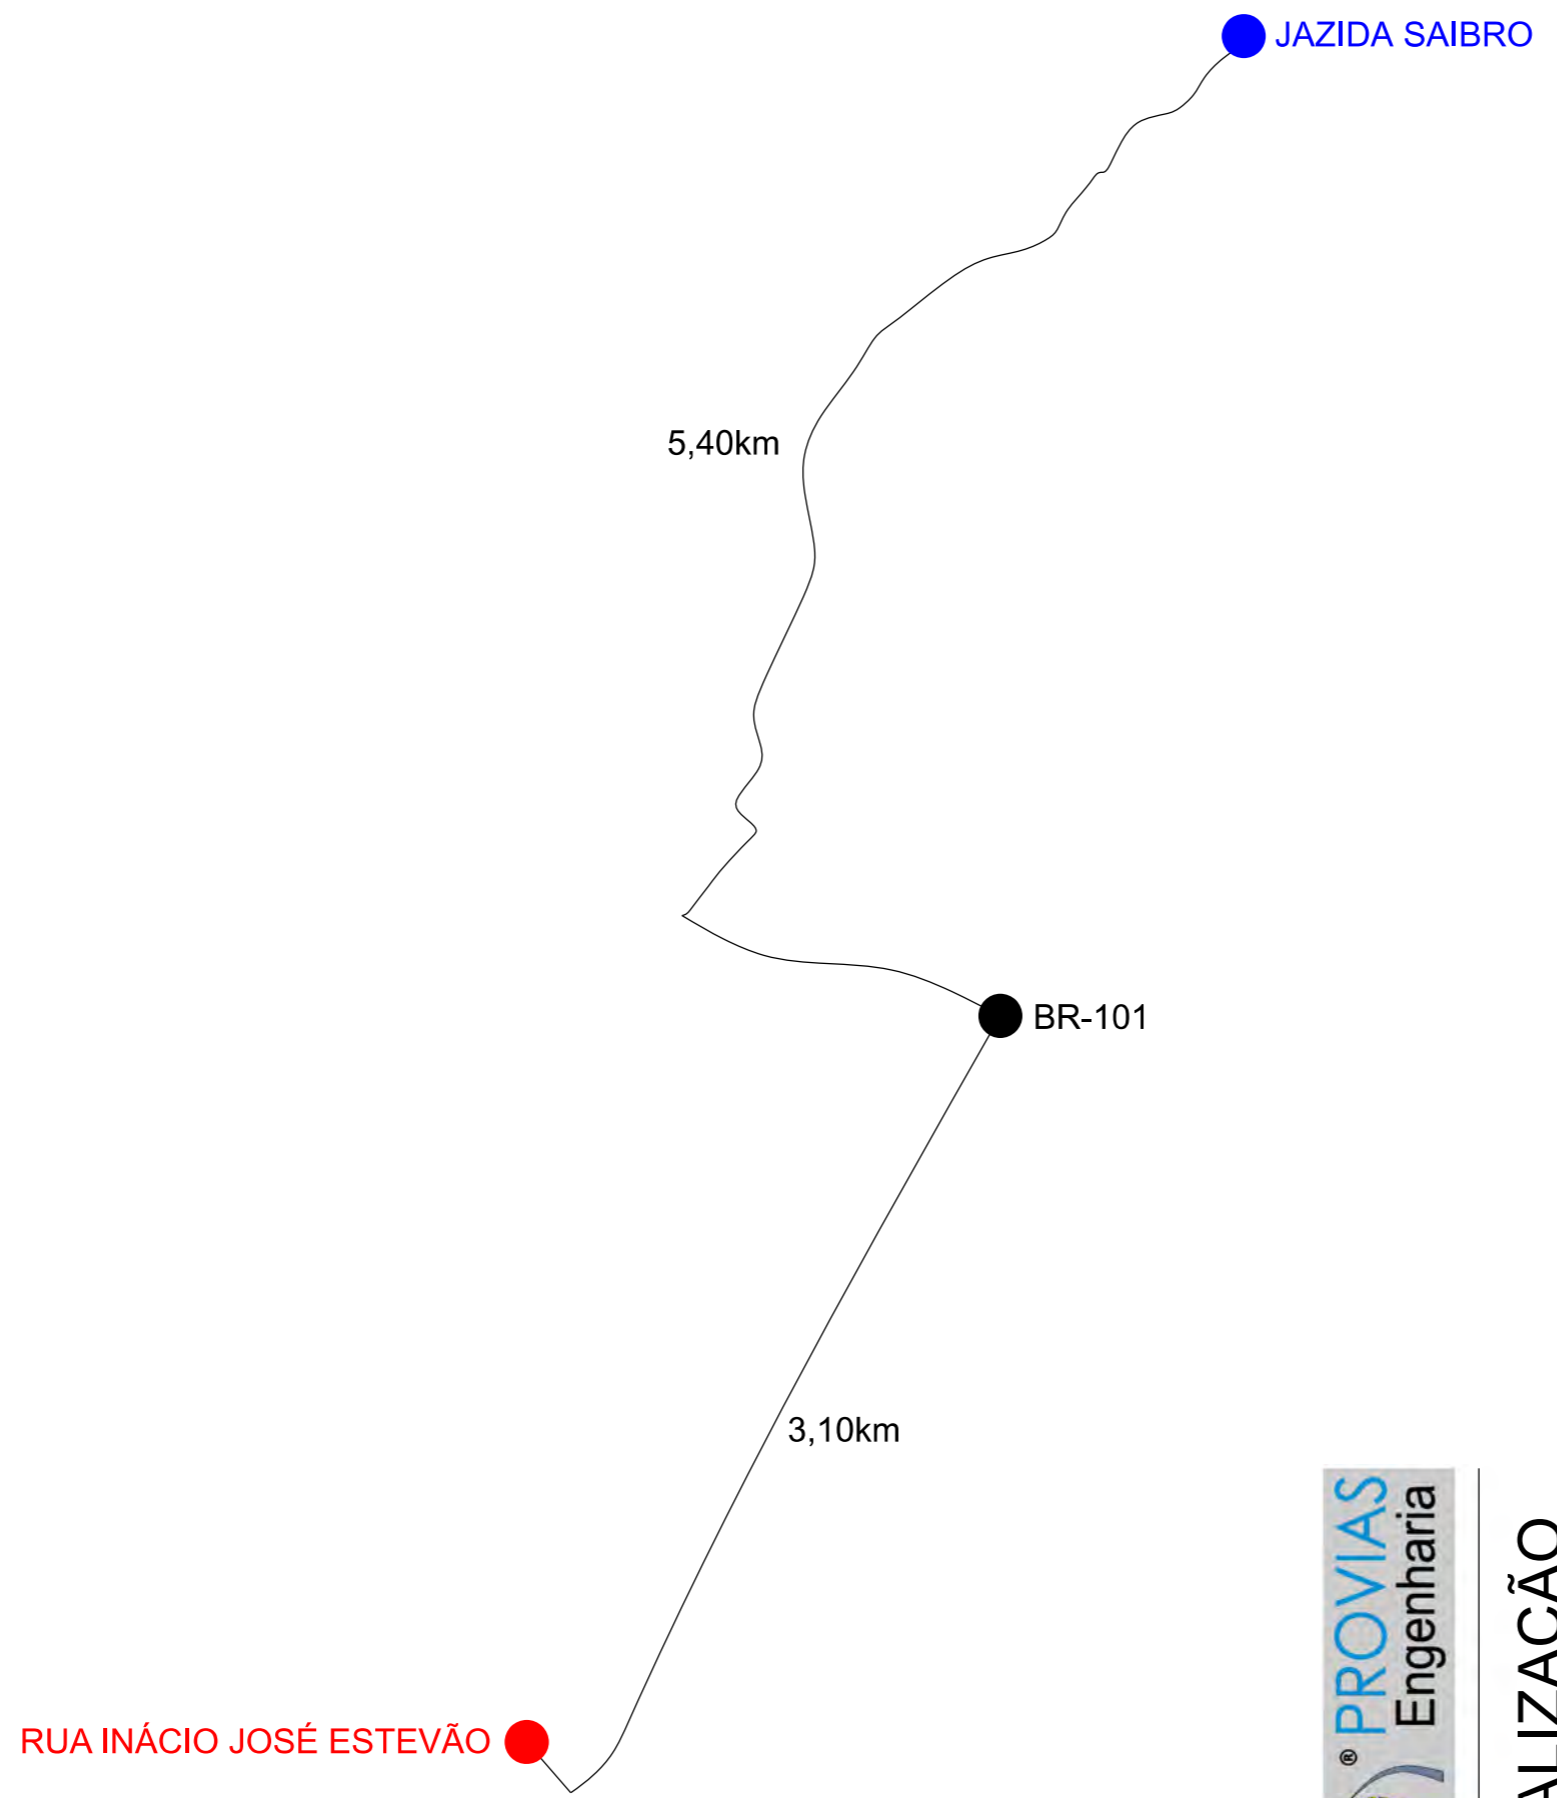 JAZIDA SAIBRO
5,40km
BR-101
3,10km
RUA INÁCIO JOSÉ ESTEVÃO
® PROVIAS
Engenharia